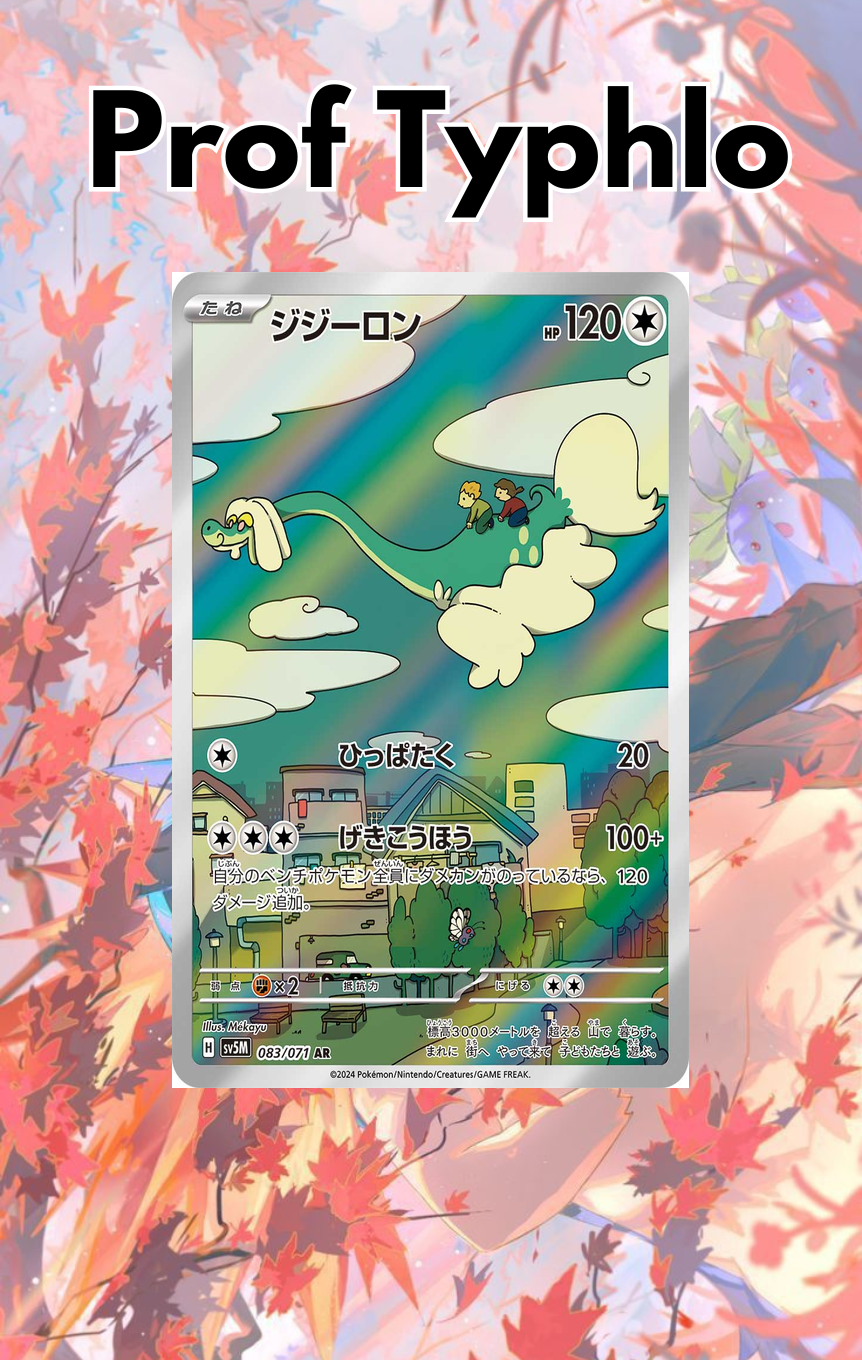 Prof Typhlo
たね ジジーロン HP 120
ひっぱたく 20
げきこうほう 100+
自分のベンチポケモン全員にダメカンがのっているなら、120
ダメージ追加。
弱点 ×2 抵抗力 にげる
Illus. Mékayu
標高3000メートルを 超える 山で 暮らす。
まれに 街へ やって来て 子どもたちと 遊ぶ。
H sv5M 083/071 AR
©2024 Pokémon/Nintendo/Creatures/GAME FREAK.